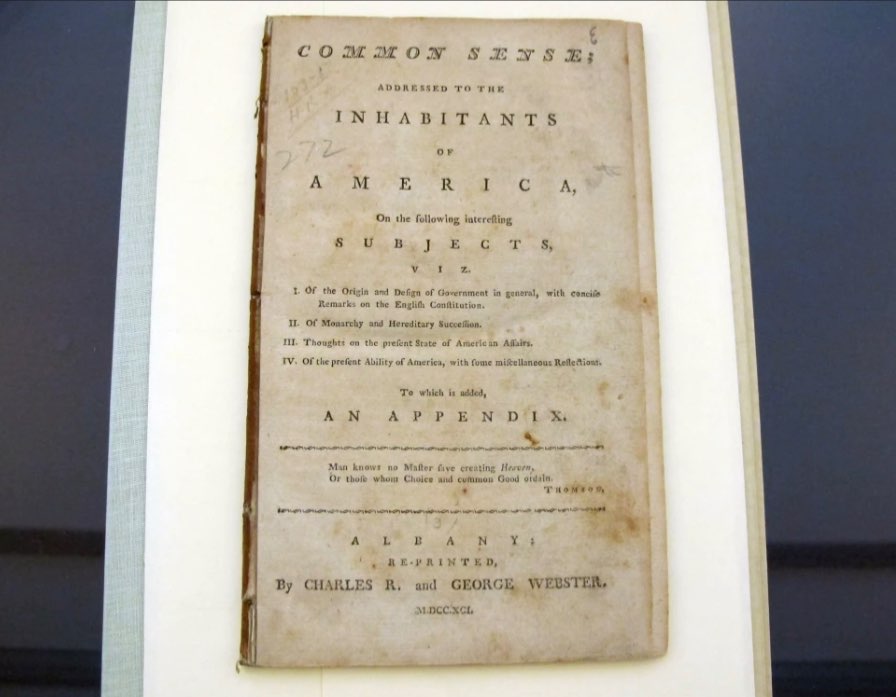 COMMON SENSE;
ADDRESSED TO THE
INHABITANTS
OF
AMERICA,
272
On the following intereſting
SUBJECTS,
VIZ.
I. Of the Origin and Deſign of Government in general, with conciſe
Remarks on the Engliſh Conſtitution.
II. Of Monarchy and Hereditary Succeſſion.
III. Thoughts on the preſent State of American Affairs.
IV. Of the preſent Ability of America, with ſome miſcellaneous Reflections.
To which is added,
AN APPENDIX.
Man knows no Maſter ſave creating Heaven,
Or thoſe whom Choice and common Good ordain.
THOMSON,
ALBANY:
RE-PRINTED,
By CHARLES R. and GEORGE WEBSTER.
M.DCC.XCI.